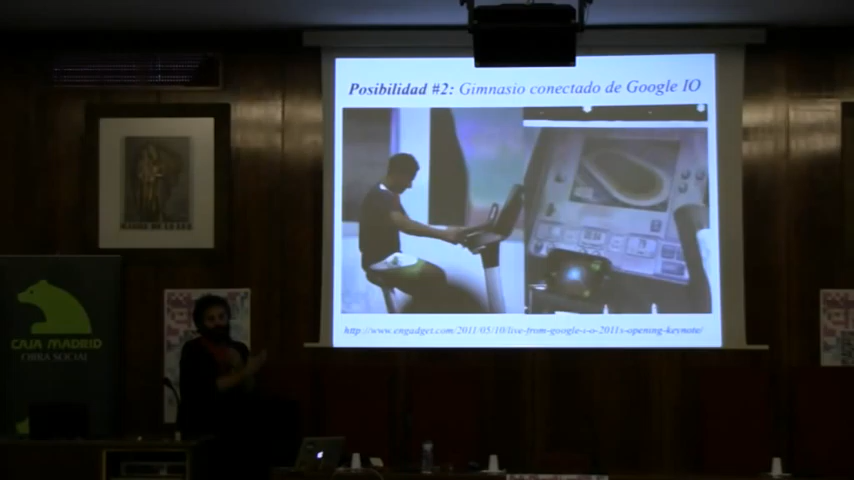 Posibilidad #2: Gimnasio conectado de Google IO
http://www.engadget.com/2011/05/10/live-from-google-i-o-2011s-opening-keynote/
CAJA MADRID
OBRA SOCIAL